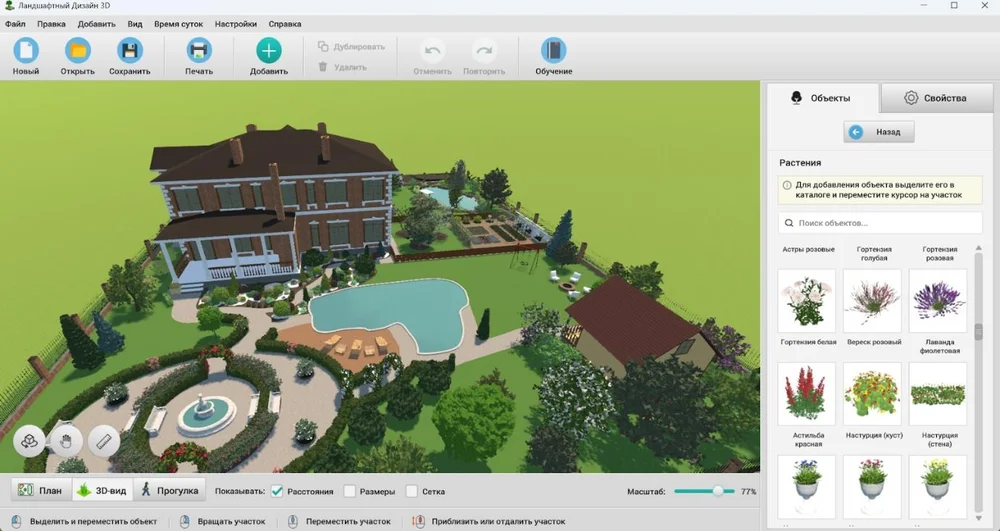 Ландшафтный Дизайн 3D
Файл Правка Добавить Вид Время суток Настройки Справка
Новый Открыть Сохранить Печать Добавить
Дублировать
Удалить
Отменить Повторить Обучение
Объекты Свойства
Назад
Растения
Для добавления объекта выделите его в
каталоге и переместите курсор на участок
Поиск объектов...
Астры розовые
Гортензия
голубая
Гортензия
розовая
Гортензия белая
Вереск розовый
Лаванда
фиолетовая
Астильба
красная
Настурция (куст)
Настурция
(стена)
План 3D-вид Прогулка Показывать: Расстояния Размеры Сетка Масштаб: 77%
Выделить и переместить объект Вращать участок Переместить участок Приблизить или отдалить участок